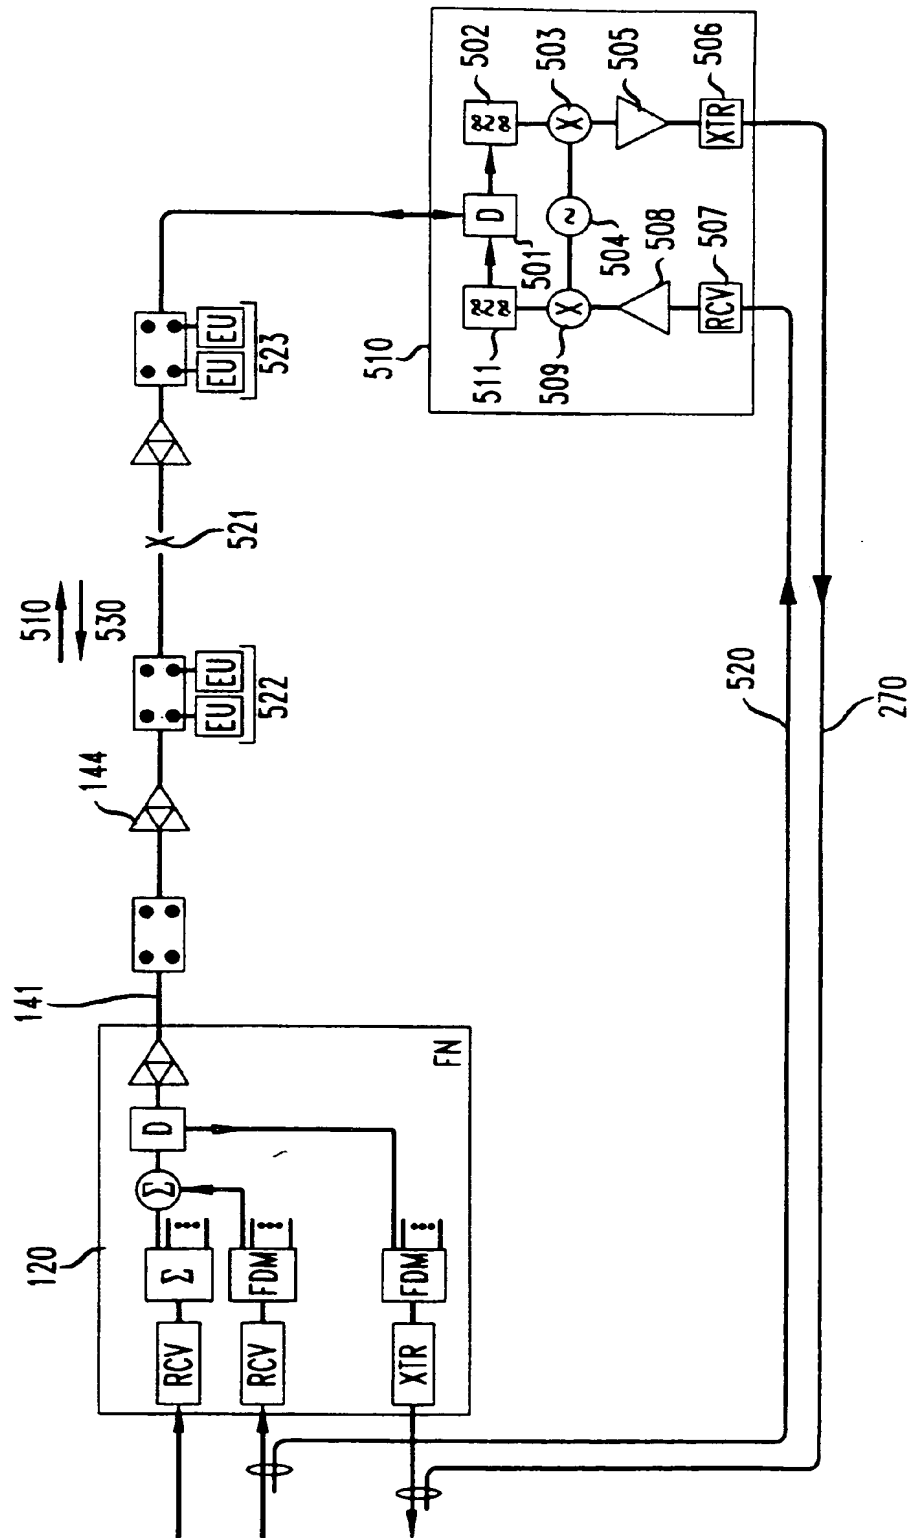 120
RCV
Σ
Σ
D
RCV
FDM
XTR
FDM
FN
141
144
EU
EU
522
510
530
521
EU
EU
523
510
502
503
505
506
D
501
~
504
508
507
X
X
XTR
RCV
511
509
520
270